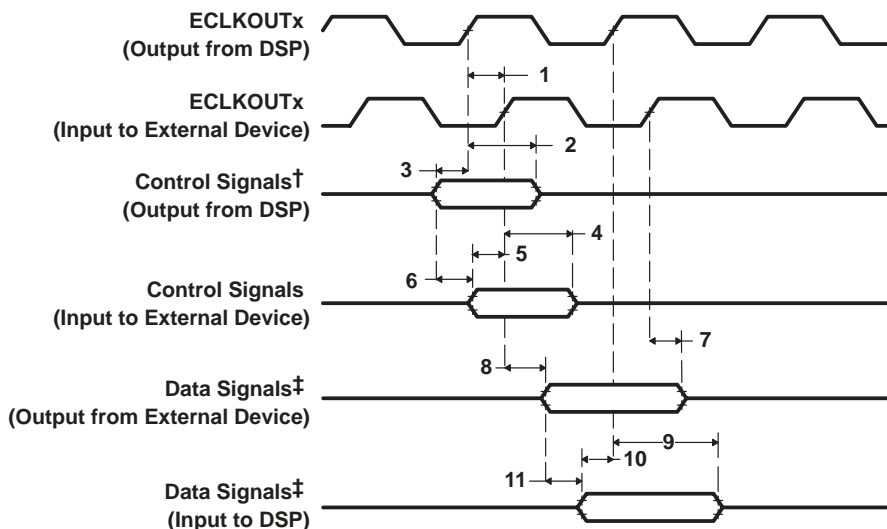 ECLKOUTx
(Output from DSP)
1
ECLKOUTx
(Input to External Device)
2
3
Control Signals†
(Output from DSP)
4
5
6
Control Signals
(Input to External Device)
7
8
Data Signals‡
(Output from External Device)
9
10
11
Data Signals‡
(Input to DSP)